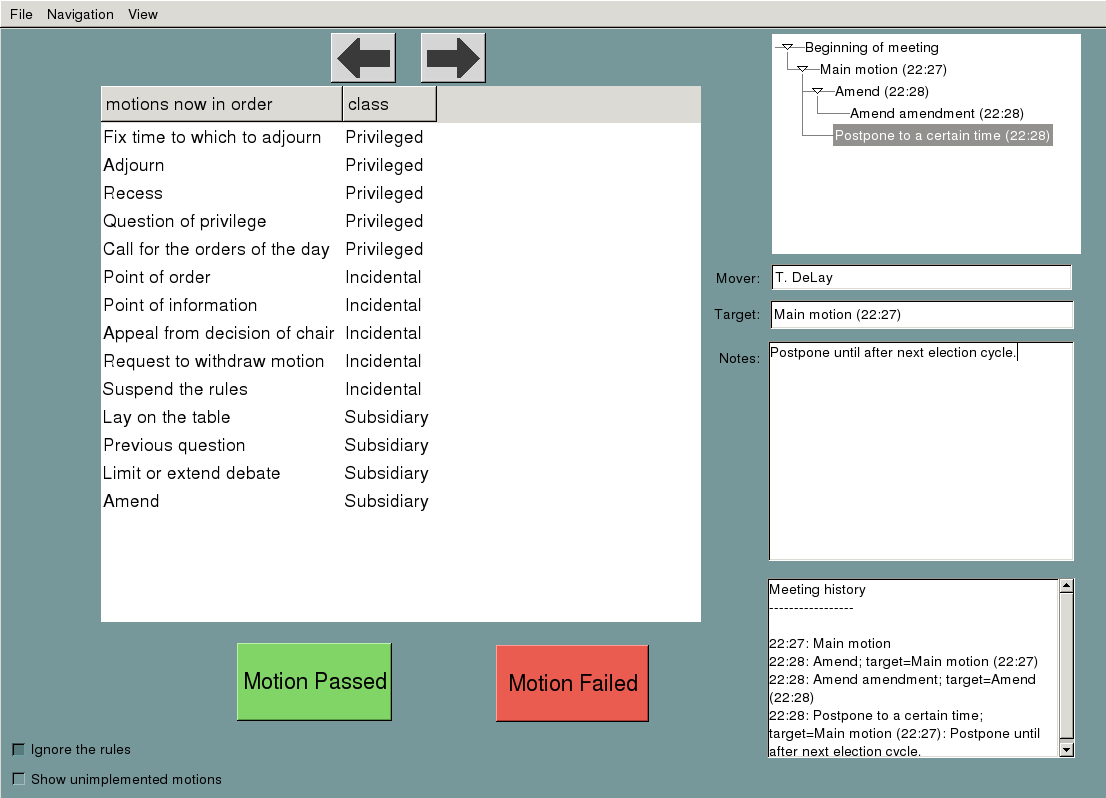 File Navigation View
motions now in order class
Fix time to which to adjourn Privileged
Adjourn Privileged
Recess Privileged
Question of privilege Privileged
Call for the orders of the day Privileged
Point of order Incidental
Point of information Incidental
Appeal from decision of chair Incidental
Request to withdraw motion Incidental
Suspend the rules Incidental
Lay on the table Subsidiary
Previous question Subsidiary
Limit or extend debate Subsidiary
Amend Subsidiary
Motion Passed Motion Failed
Ignore the rules
Show unimplemented motions
Beginning of meeting
Main motion (22:27)
Amend (22:28)
Amend amendment (22:28)
Postpone to a certain time (22:28)
Mover: T. DeLay
Target: Main motion (22:27)
Notes: Postpone until after next election cycle.
Meeting history
-----------------
22:27: Main motion
22:28: Amend; target=Main motion (22:27)
22:28: Amend amendment; target=Amend
(22:28)
22:28: Postpone to a certain time;
target=Main motion (22:27): Postpone until
after next election cycle.